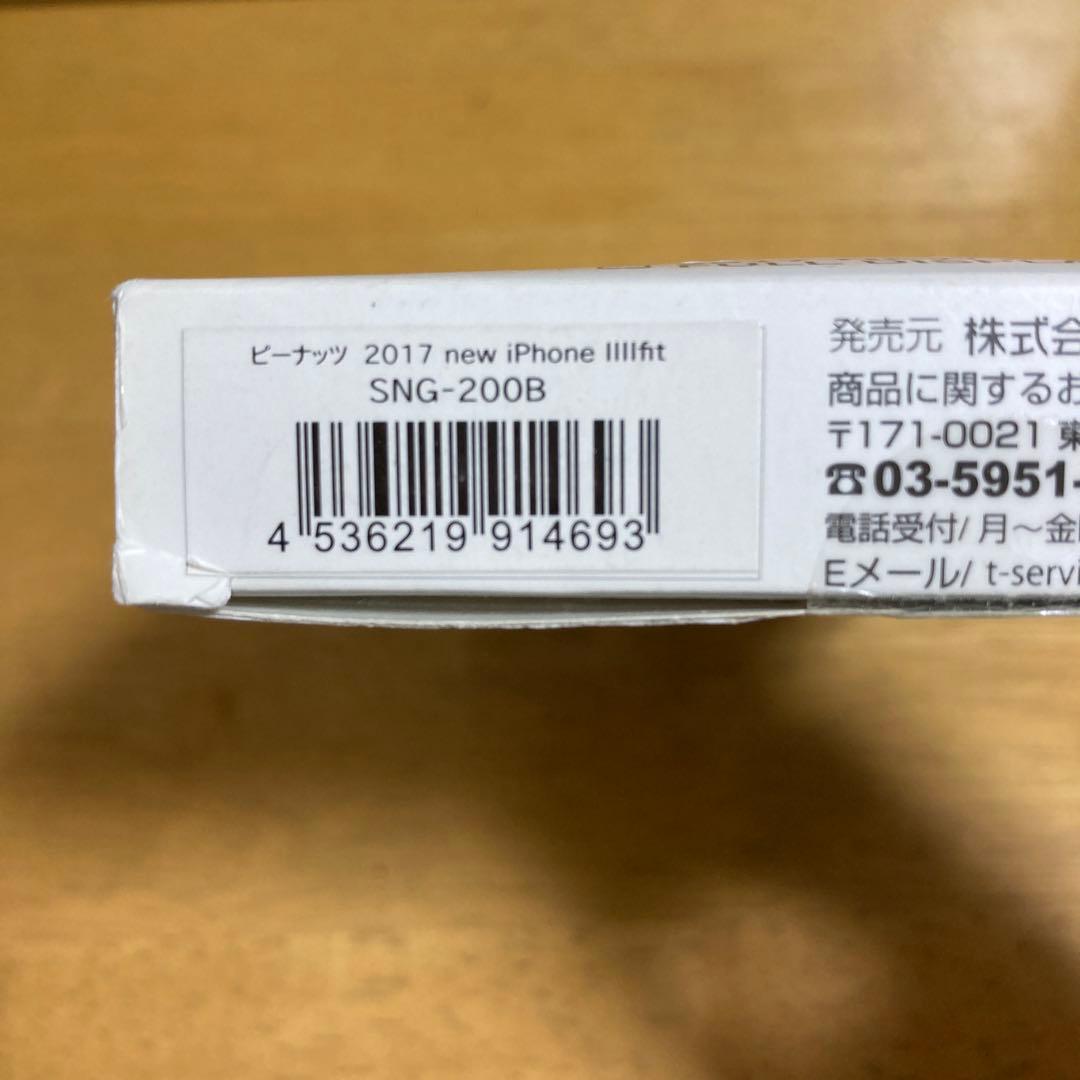 ピーナッツ 2017 new iPhone IIIIfit
SNG-200B
4 536219 914693
発売元 株式会
商品に関するお
〒171-0021 東
☎03-5951-
電話受付/ 月～金
Eメール/ t-servi